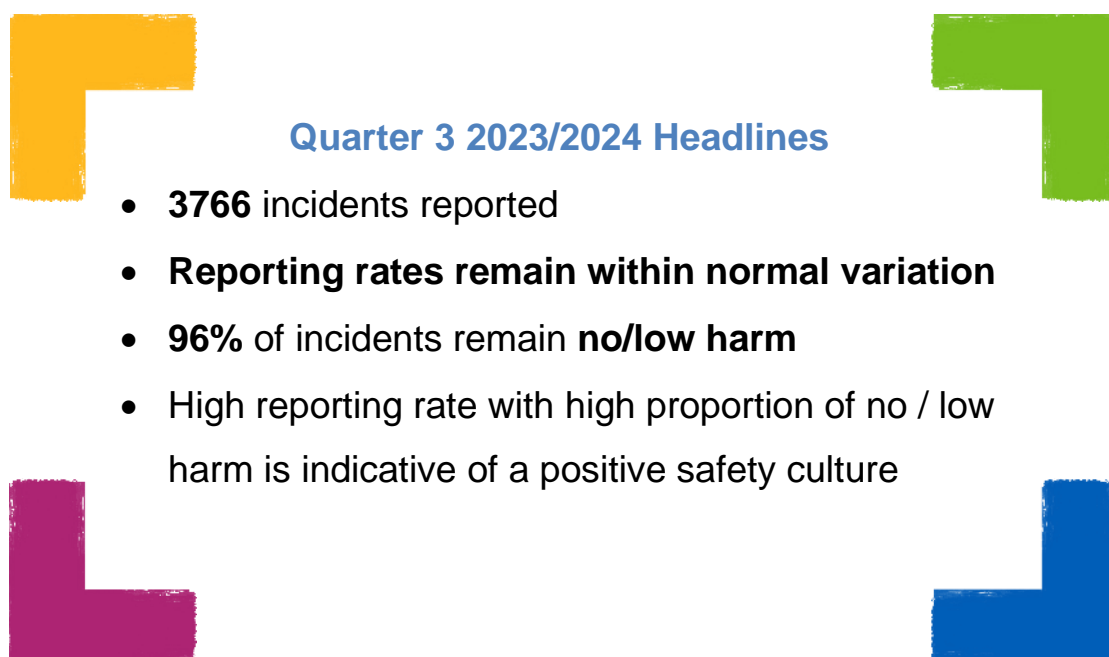 Quarter 3 2023/2024 Headlines
• 3766 incidents reported
• Reporting rates remain within normal variation
• 96% of incidents remain no/low harm
• High reporting rate with high proportion of no / low
harm is indicative of a positive safety culture